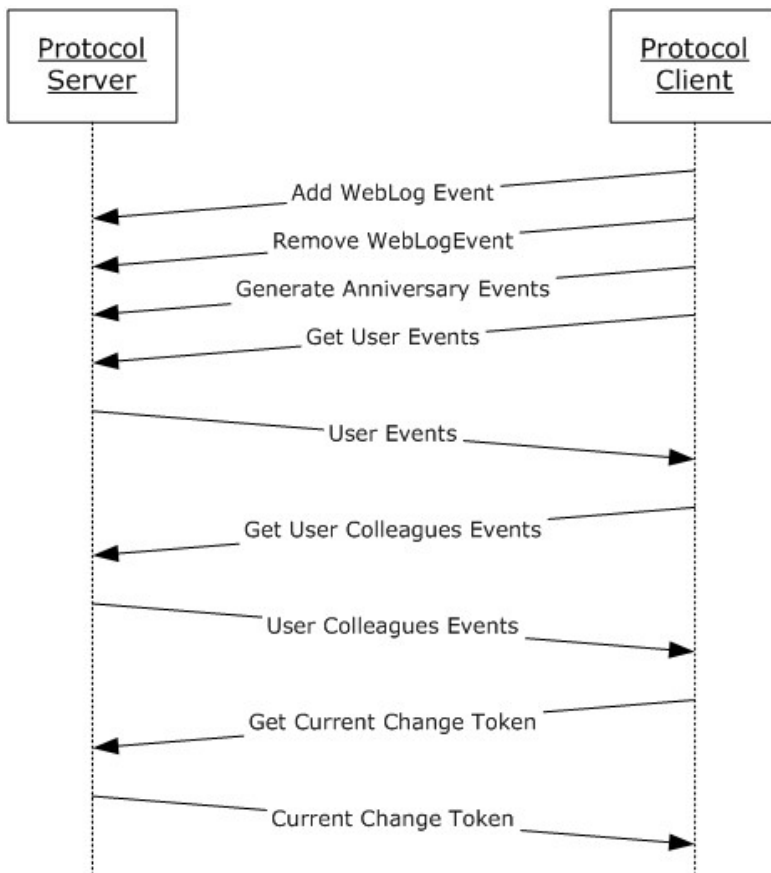 Protocol
Server
Protocol
Client
Add WebLog Event
Remove WebLogEvent
Generate Anniversary Events
Get User Events
User Events
Get User Colleagues Events
User Colleagues Events
Get Current Change Token
Current Change Token